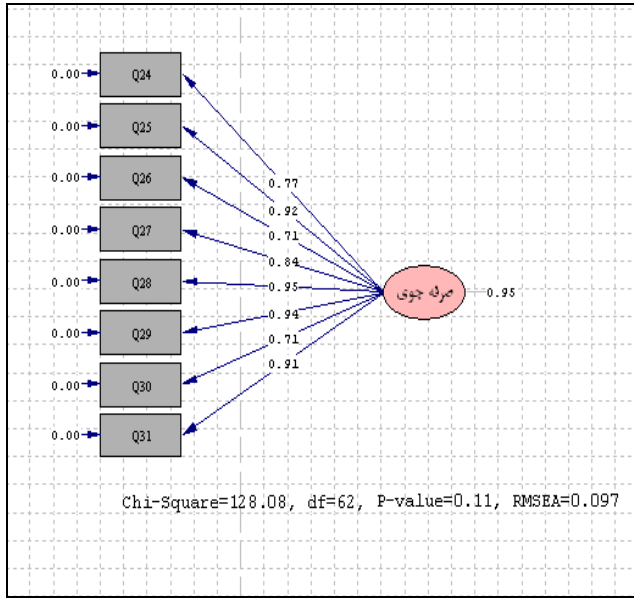 0.00 Q24
0.00 Q25
0.00 Q26
0.00 Q27
0.00 Q28
0.00 Q29
0.00 Q30
0.00 Q31
0.77
0.92
0.71
0.84
0.95
0.94
0.71
0.91
صرفه جوی
0.95
Chi-Square=128.08, df=62, P-value=0.11, RMSEA=0.097